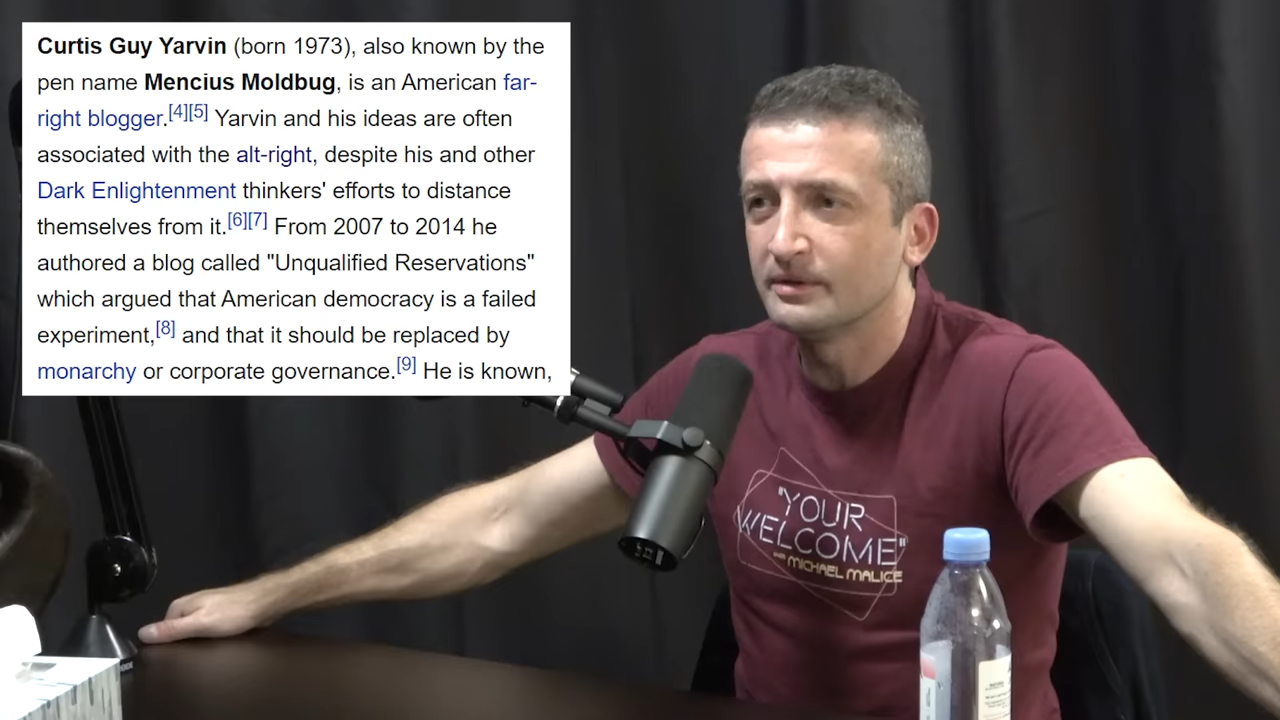 Curtis Guy Yarvin (born 1973), also known by the
pen name Mencius Moldbug, is an American far-
right blogger.[4][5] Yarvin and his ideas are often
associated with the alt-right, despite his and other
Dark Enlightenment thinkers' efforts to distance
themselves from it.[6][7] From 2007 to 2014 he
authored a blog called "Unqualified Reservations"
which argued that American democracy is a failed
experiment,[8] and that it should be replaced by
monarchy or corporate governance.[9] He is known,
"YOUR
WELCOME"
MICHAEL MALICE